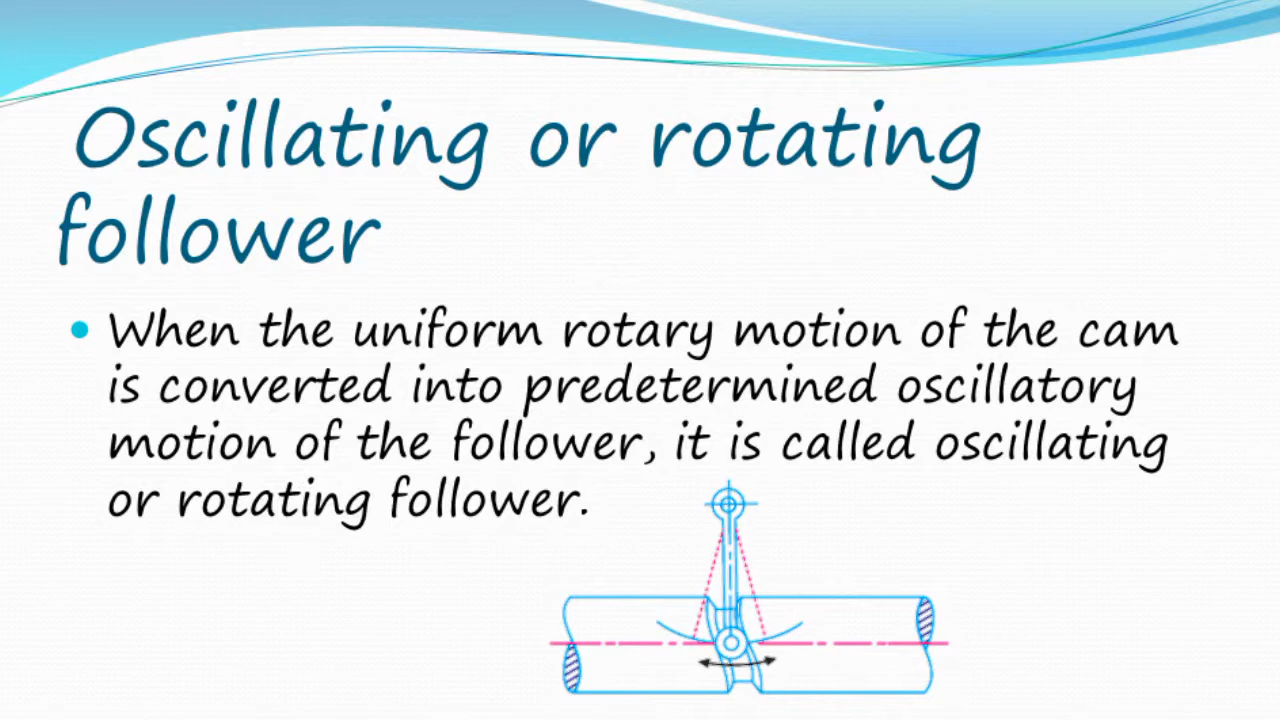 Oscillating or rotating
follower
• When the uniform rotary motion of the cam
is converted into predetermined oscillatory
motion of the follower, it is called oscillating
or rotating follower.